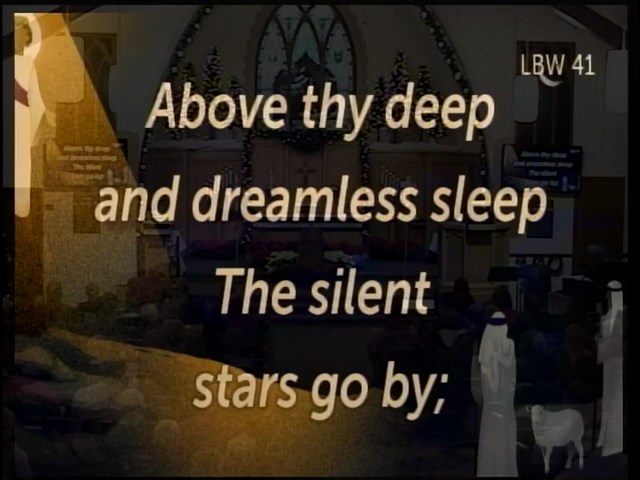 LBW 41
Above thy deep
and dreamless sleep
The silent
stars go by;